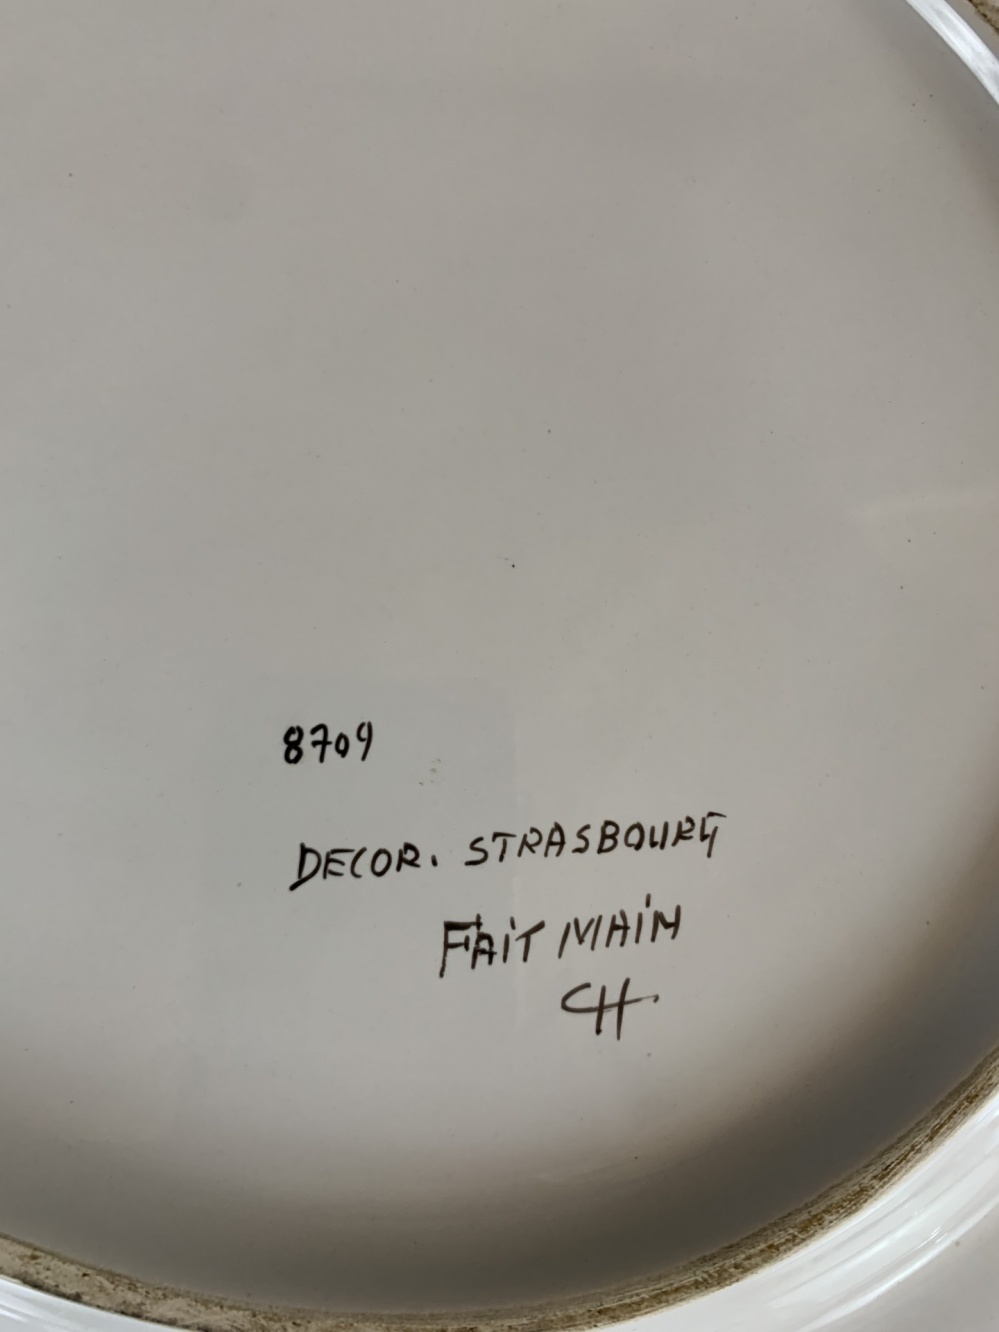 8709
DECOR. STRASBOURG
FAiT MAiN
CH